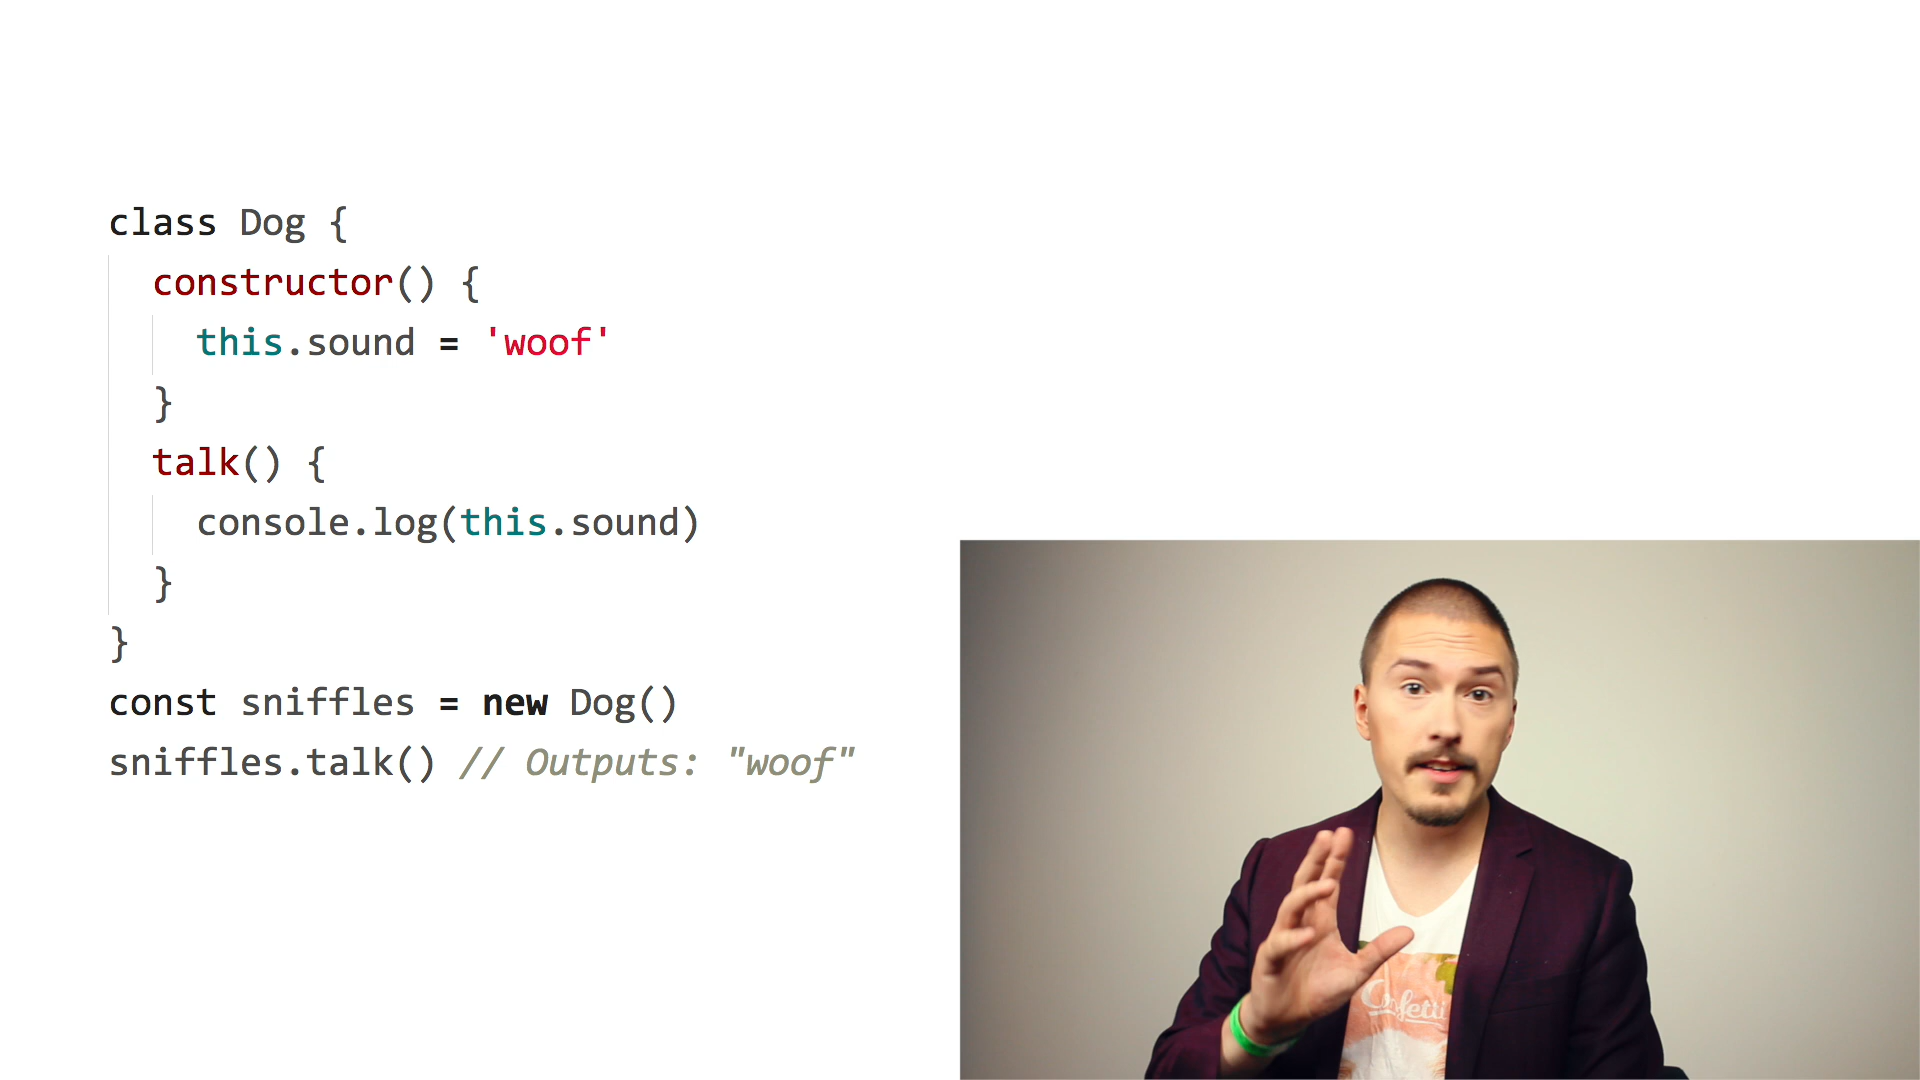 class Dog {
  constructor() {
    this.sound = 'woof'
  }
  talk() {
    console.log(this.sound)
  }
}
const sniffles = new Dog()
sniffles.talk() // Outputs: "woof"
Confetti